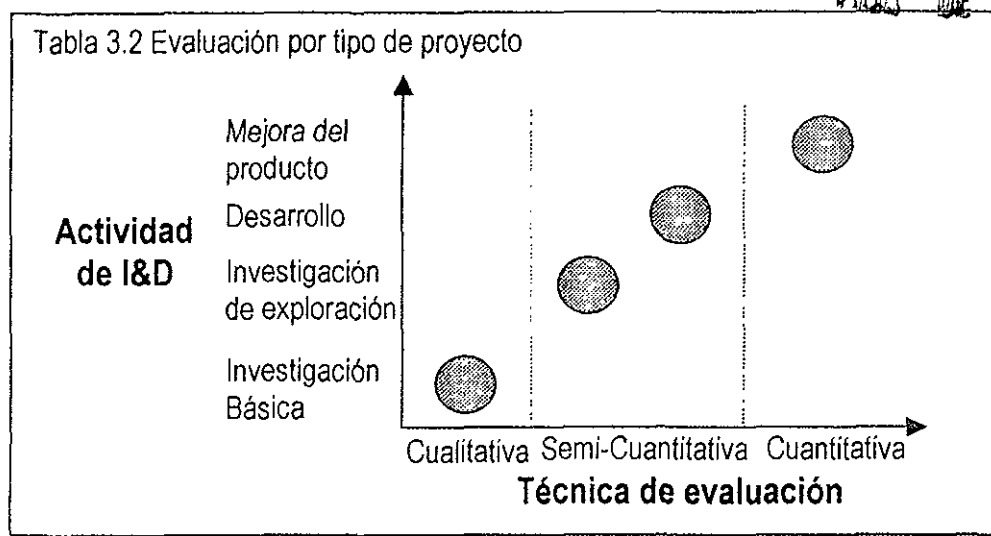 Tabla 3.2 Evaluación por tipo de proyecto
Mejora del
producto
Desarrollo
Actividad
de I&D
Investigación
de exploración
Investigación
Básica
Cualitativa Semi-Cuantitativa Cuantitativa
Técnica de evaluación